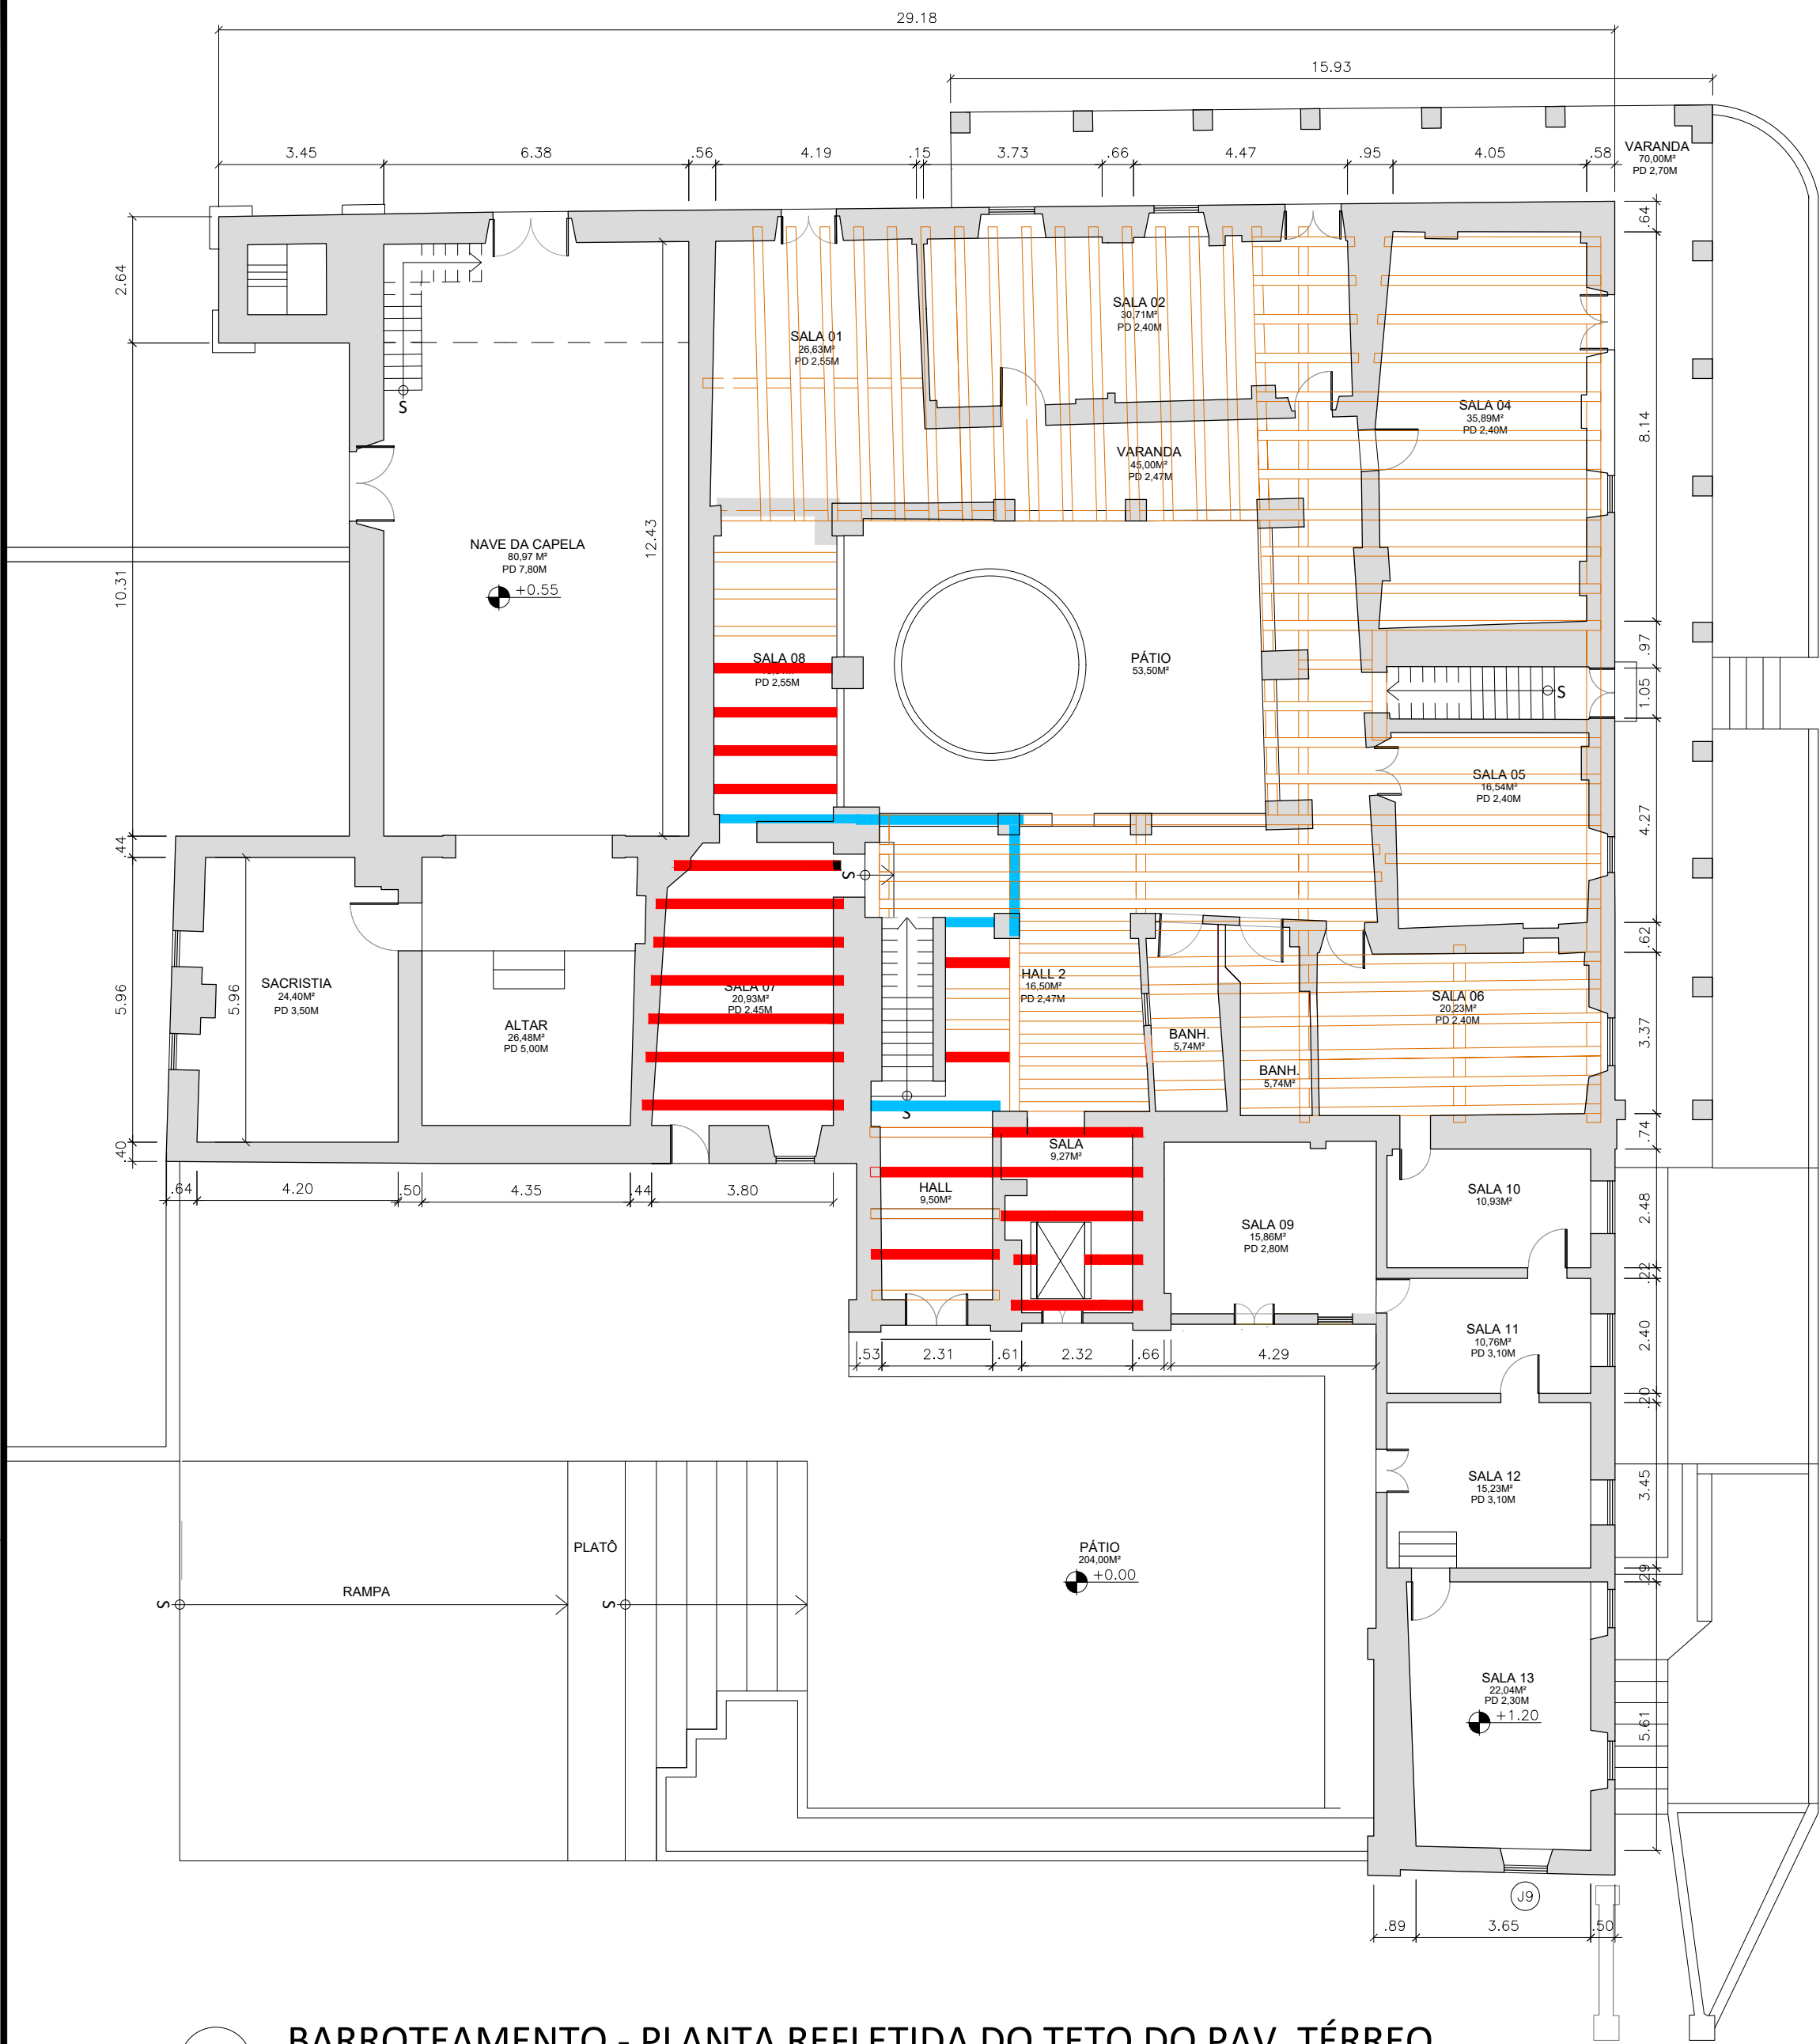 29.18
15.93
3.45
6.38
.56
4.19
.15
3.73
.66
4.47
.95
4.05
.58
VARANDA
70,00M²
PD 2,70M
.64
2.64
SALA 01
26,63M²
PD 2,55M
SALA 02
30,71M²
PD 2,40M
SALA 04
35,89M²
PD 2,40M
8.14
S
VARANDA
45,00M²
PD 2,47M
12.43
NAVE DA CAPELA
80,97 M²
PD 7,80M
+0.55
10.31
SALA 08
PD 2,55M
PÁTIO
53,50M²
.97
1.05
S
SALA 05
16,54M²
PD 2,40M
4.27
.44
S
.62
5.96
5.96
SACRISTIA
24,40M²
PD 3,50M
ALTAR
26,48M²
PD 5,00M
SALA 07
20,93M²
PD 2,45M
HALL 2
16,50M²
PD 2,47M
BANH.
5,74M²
BANH.
5,74M²
SALA 06
20,23M²
PD 2,40M
3.37
S
.40
.74
SALA
9,27M²
HALL
9,50M²
.64
4.20
.50
4.35
.44
3.80
SALA 09
15,86M²
PD 2,80M
SALA 10
10,93M²
2.48
.22
SALA 11
10,76M²
PD 3,10M
2.40
.53
2.31
.61
2.32
.66
4.29
.20
SALA 12
15,23M²
PD 3,10M
3.45
PLATÔ
PÁTIO
204,00M²
+0.00
.29
RAMPA
S
S
SALA 13
22,04M²
PD 2,30M
+1.20
5.61
J9
.89
3.65
.50
BARROTEAMENTO - PLANTA REFLETIDA DO TETO DO PAV. TÉRREO